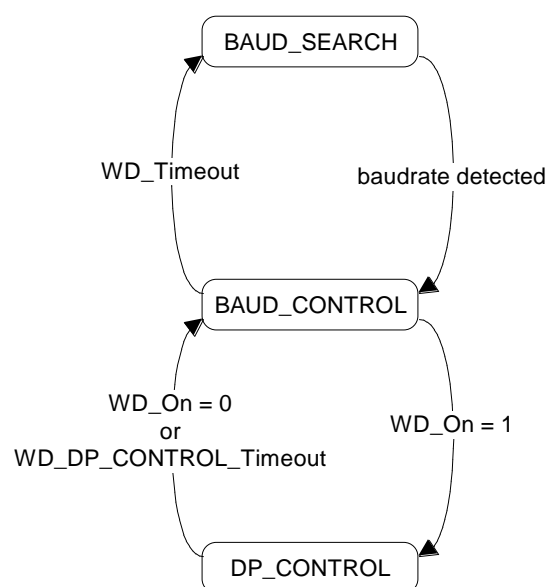 BAUD_SEARCH
WD_Timeout
baudrate detected
BAUD_CONTROL
WD_On = 0
or
WD_DP_CONTROL_Timeout
WD_On = 1
DP_CONTROL